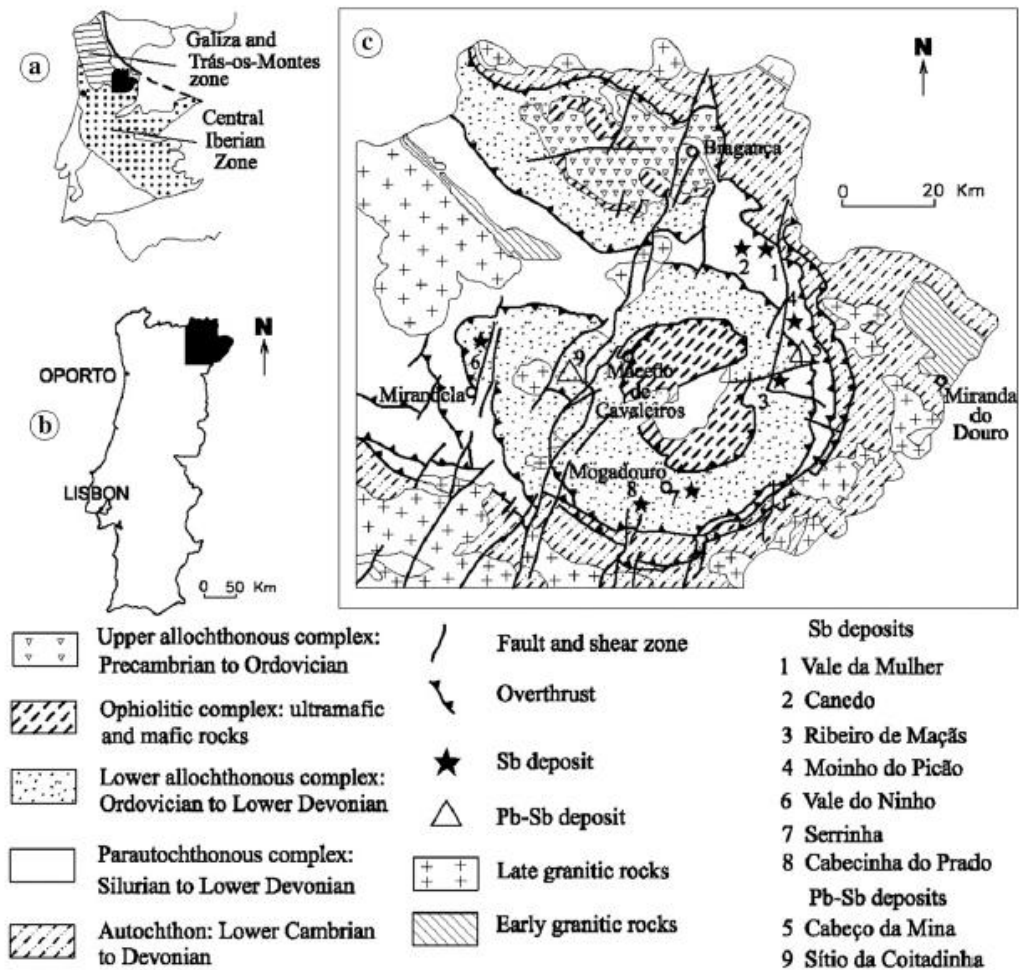 a
Galiza and
Trás-os-Montes
zone
Central
Iberian
Zone
b
N
OPORTO
LISBON
0 50 Km
c
N
0 20 Km
Bragança
2
1
4
5
6
9
Mirandela
Macedo
de
Cavaleiros
3
Miranda
do
Douro
Mogadouro
8
7
Upper allochthonous complex:
Precambrian to Ordovician
Ophiolitic complex: ultramafic
and mafic rocks
Lower allochthonous complex:
Ordovician to Lower Devonian
Parautochthonous complex:
Silurian to Lower Devonian
Autochthon: Lower Cambrian
to Devonian
Fault and shear zone
Overthrust
Sb deposit
Pb-Sb deposit
Late granitic rocks
Early granitic rocks
Sb deposits
1 Vale da Mulher
2 Canedo
3 Ribeiro de Maçãs
4 Moinho do Picão
6 Vale do Ninho
7 Serrinha
8 Cabecinha do Prado
Pb-Sb deposits
5 Cabeço da Mina
9 Sítio da Coitadinha